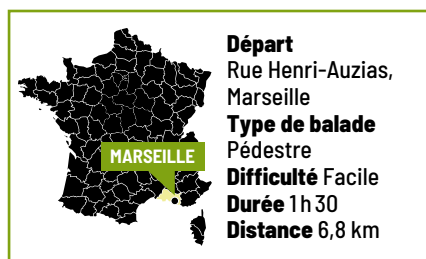 MARSEILLE
Départ
Rue Henri-Auzias,
Marseille
Type de balade
Pédestre
Difficulté Facile
Durée 1 h 30
Distance 6,8 km